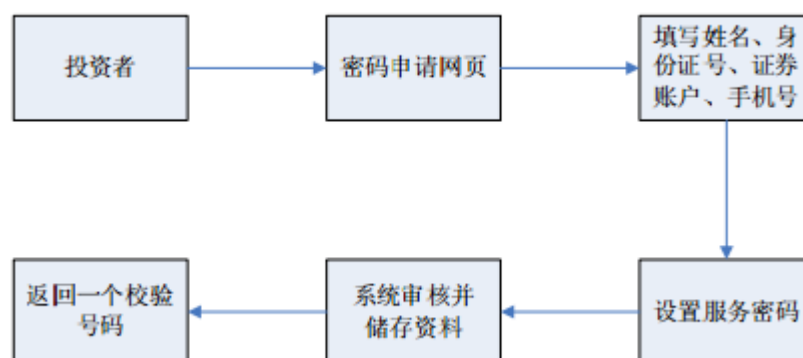 投资者
密码申请网页
填写姓名、身
份证号、证券
账户、手机号
设置服务密码
系统审核并
储存资料
返回一个校验
号码